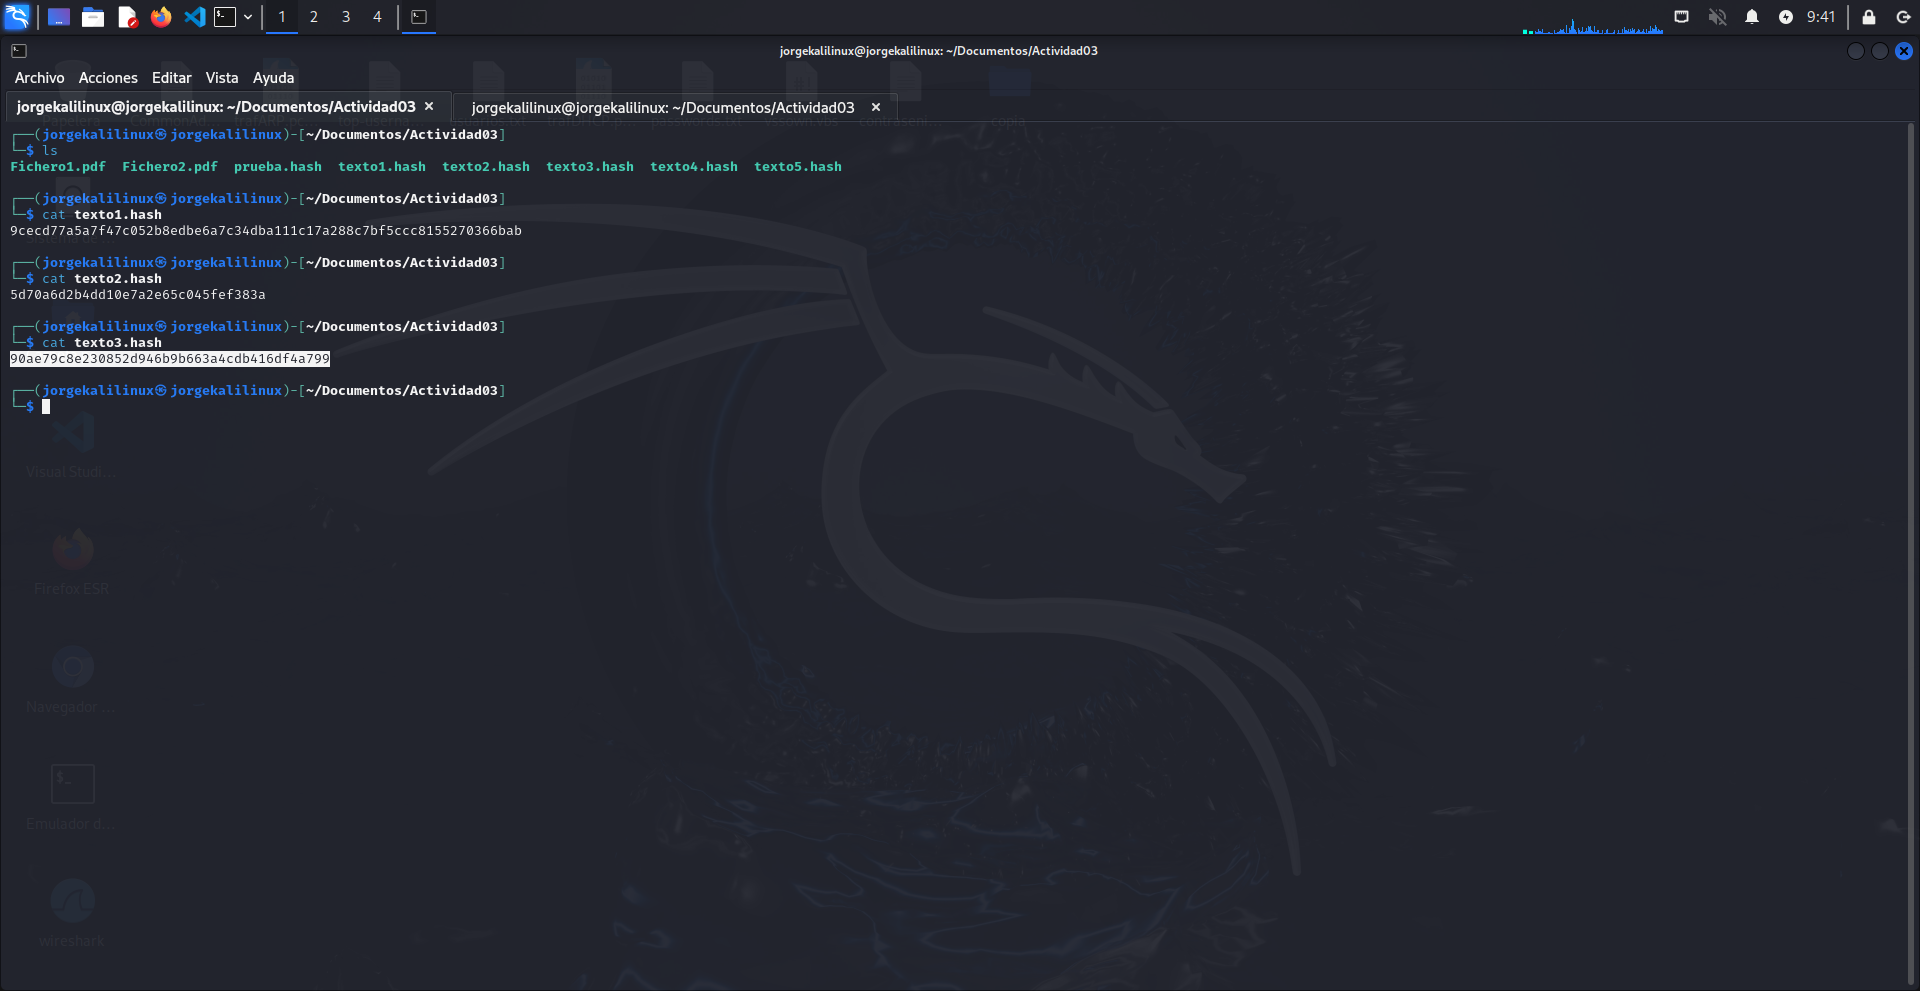 1 2 3 4 9:41
jorgekalilinux@jorgekalilinux: ~/Documentos/Actividad03
Archivo Acciones Editar Vista Ayuda
jorgekalilinux@jorgekalilinux: ~/Documentos/Actividad03 × jorgekalilinux@jorgekalilinux: ~/Documentos/Actividad03 ×
┌──(jorgekalilinux㉿jorgekalilinux)-[~/Documentos/Actividad03]
└─$ ls
Fichero1.pdf Fichero2.pdf prueba.hash texto1.hash texto2.hash texto3.hash texto4.hash texto5.hash
┌──(jorgekalilinux㉿jorgekalilinux)-[~/Documentos/Actividad03]
└─$ cat texto1.hash
9cecd77a5a7f47c052b8edbe6a7c34dba111c17a288c7bf5ccc8155270366bab
┌──(jorgekalilinux㉿jorgekalilinux)-[~/Documentos/Actividad03]
└─$ cat texto2.hash
5d70a6d2b4dd10e7a2e65c045fef383a
┌──(jorgekalilinux㉿jorgekalilinux)-[~/Documentos/Actividad03]
└─$ cat texto3.hash
90ae79c8e230852d946b9b663a4cdb416df4a799
┌──(jorgekalilinux㉿jorgekalilinux)-[~/Documentos/Actividad03]
└─$
Visual Studi...
Firefox ESR
Navegador ...
Emulador d...
wireshark